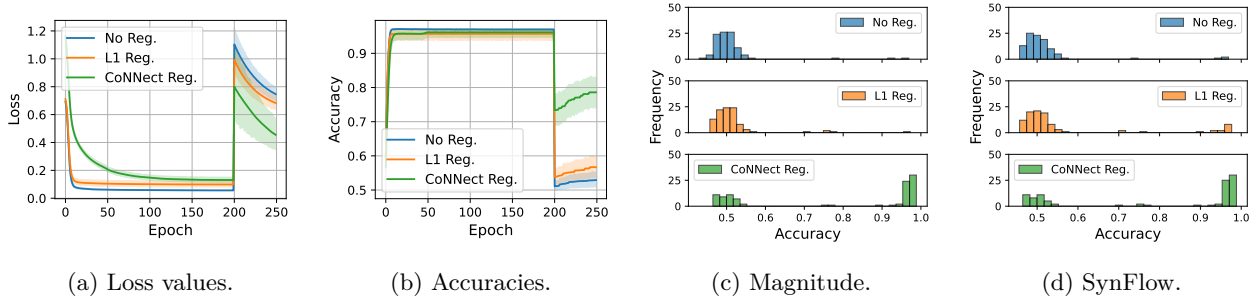 1.2
1.0
0.8
0.6
0.4
0.2
0.0
Loss
No Reg.
L1 Reg.
CoNNect Reg.
0 50 100 150 200 250
Epoch
(a) Loss values.
0.9
0.8
0.7
0.6
0.5
Accuracy
No Reg.
L1 Reg.
CoNNect Reg.
0 50 100 150 200 250
Epoch
(b) Accuracies.
50
25
0
No Reg.
50
25
0
Frequency
L1 Reg.
50
25
0
CoNNect Reg.
0.5 0.6 0.7 0.8 0.9 1.0
Accuracy
(c) Magnitude.
50
25
0
No Reg.
50
25
0
Frequency
L1 Reg.
50
25
0
CoNNect Reg.
0.5 0.6 0.7 0.8 0.9 1.0
Accuracy
(d) SynFlow.